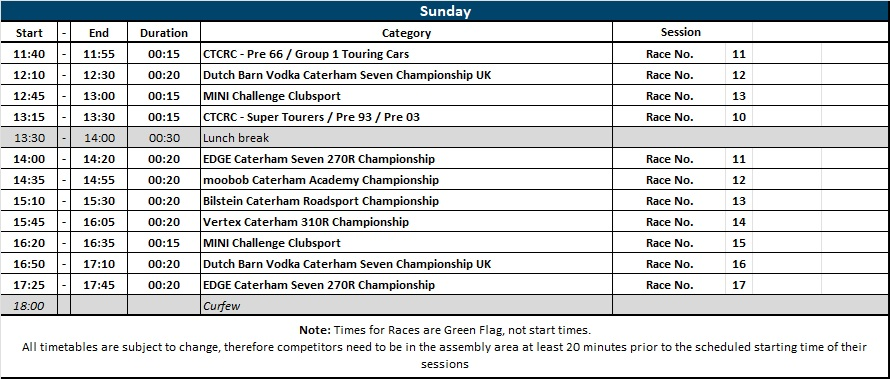 Sunday
Start - End Duration Category Session
11:40 - 11:55 00:15 CTCRC - Pre 66 / Group 1 Touring Cars Race No. 11
12:10 - 12:30 00:20 Dutch Barn Vodka Caterham Seven Championship UK Race No. 12
12:45 - 13:00 00:15 MINI Challenge Clubsport Race No. 13
13:15 - 13:30 00:15 CTCRC - Super Tourers / Pre 93 / Pre 03 Race No. 10
13:30 - 14:00 00:30 Lunch break
14:00 - 14:20 00:20 EDGE Caterham Seven 270R Championship Race No. 11
14:35 - 14:55 00:20 moobob Caterham Academy Championship Race No. 12
15:10 - 15:30 00:20 Bilstein Caterham Roadsport Championship Race No. 13
15:45 - 16:05 00:20 Vertex Caterham 310R Championship Race No. 14
16:20 - 16:35 00:15 MINI Challenge Clubsport Race No. 15
16:50 - 17:10 00:20 Dutch Barn Vodka Caterham Seven Championship UK Race No. 16
17:25 - 17:45 00:20 EDGE Caterham Seven 270R Championship Race No. 17
18:00 Curfew
Note: Times for Races are Green Flag, not start times.
All timetables are subject to change, therefore competitors need to be in the assembly area at least 20 minutes prior to the scheduled starting time of their
sessions